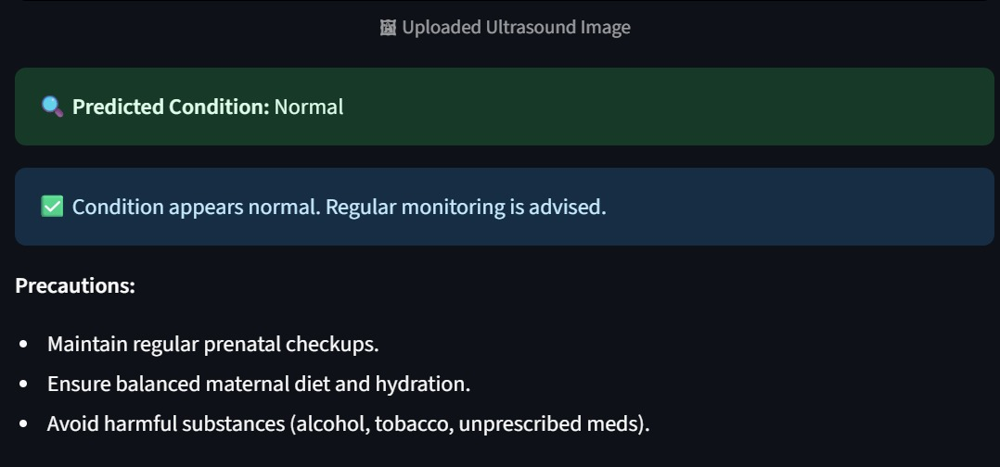 🖼 Uploaded Ultrasound Image
🔍 Predicted Condition: Normal
✅ Condition appears normal. Regular monitoring is advised.
Precautions:
• Maintain regular prenatal checkups.
• Ensure balanced maternal diet and hydration.
• Avoid harmful substances (alcohol, tobacco, unprescribed meds).